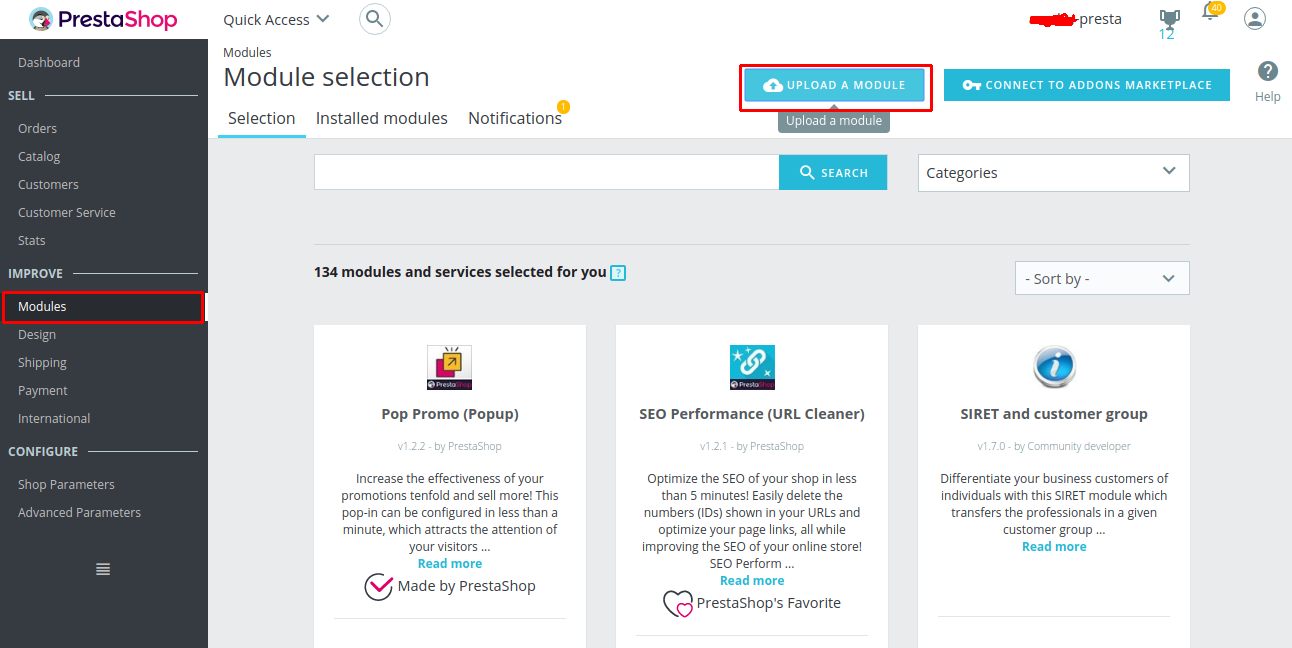 PrestaShop
Quick Access
presta
12
40
Dashboard
SELL
Orders
Catalog
Customers
Customer Service
Stats
IMPROVE
Modules
Design
Shipping
Payment
International
CONFIGURE
Shop Parameters
Advanced Parameters
Modules
Module selection
UPLOAD A MODULE
CONNECT TO ADDONS MARKETPLACE
?
Help
Upload a module
Selection
Installed modules
Notifications
1
SEARCH
Categories
134 modules and services selected for you ?
- Sort by -
PrestaShop
Pop Promo (Popup)
v1.2.2 - by PrestaShop
Increase the effectiveness of your
promotions tenfold and sell more! This
pop-in can be configured in less than a
minute, which attracts the attention of
your visitors ...
Read more
Made by PrestaShop
PrestaShop
SEO Performance (URL Cleaner)
v1.2.1 - by PrestaShop
Optimize the SEO of your shop in less
than 5 minutes! Easily delete the
numbers (IDs) shown in your URLs and
optimize your page links, all while
improving the SEO of your online store!
SEO Perform ...
Read more
PrestaShop's Favorite
i
SIRET and customer group
v1.7.0 - by Community developer
Differentiate your business customers of
individuals with this SIRET module which
transfers the professionals in a given
customer group ...
Read more